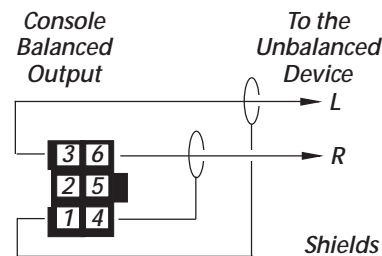 Console
Balanced
Output
To the
Unbalanced
Device
L
3 6
R
2 5
1 4
Shields